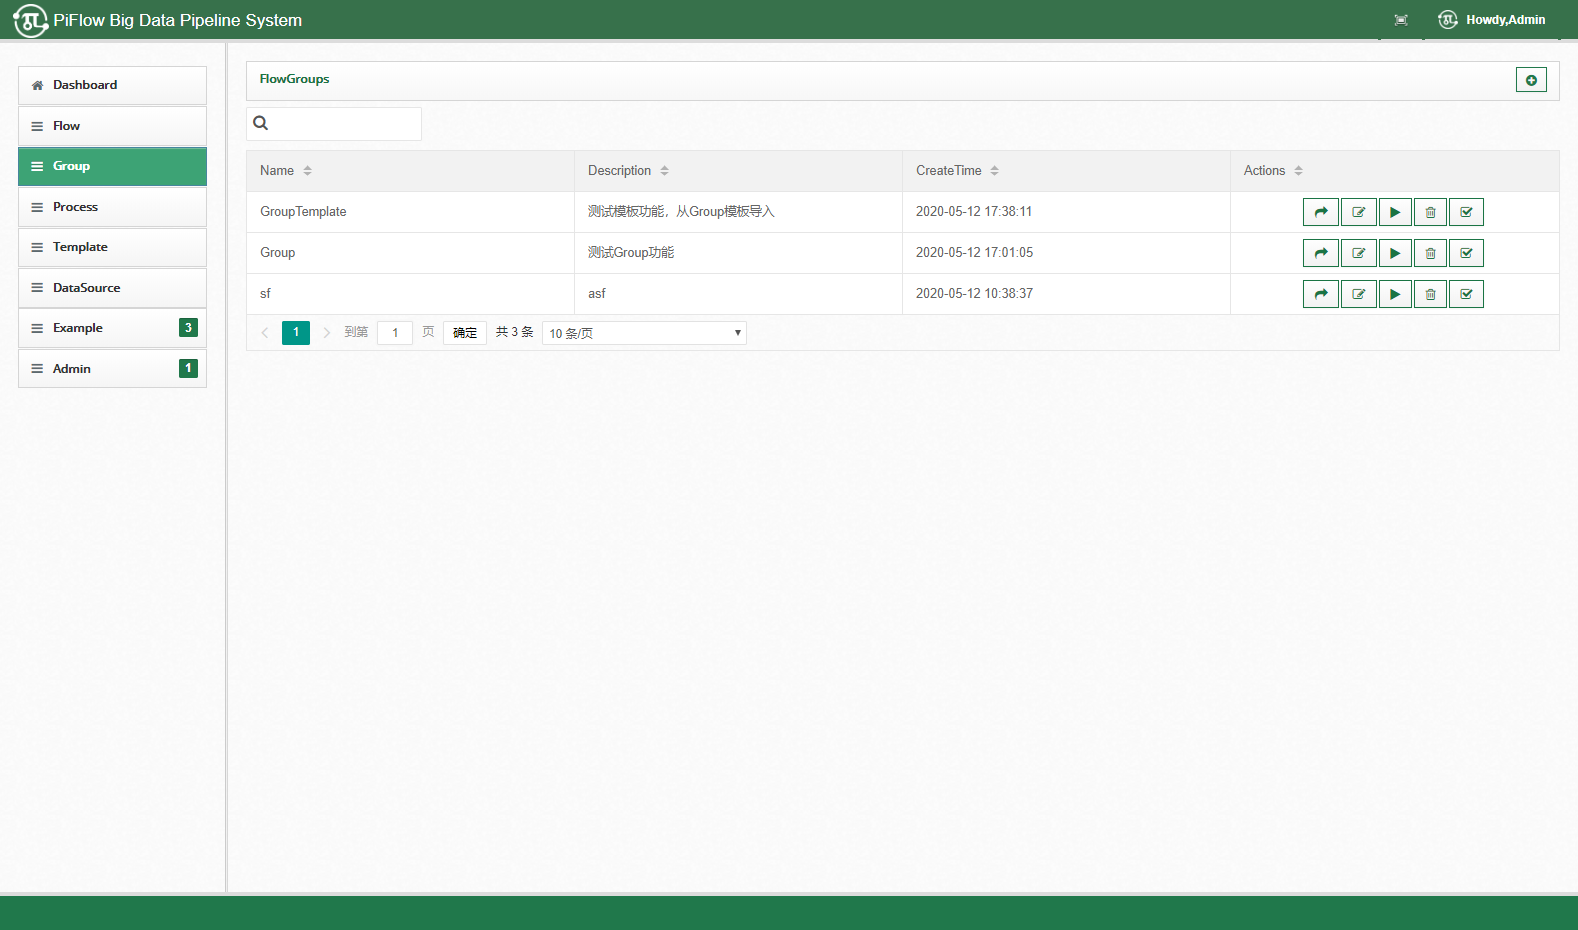 PiFlow Big Data Pipeline System
Howdy,Admin
Dashboard
Flow
Group
Process
Template
DataSource
Example 3
Admin 1
FlowGroups
Name Description CreateTime Actions
GroupTemplate 测试模板功能，从Group模板导入 2020-05-12 17:38:11
Group 测试Group功能 2020-05-12 17:01:05
sf asf 2020-05-12 10:38:37
1 到第 1 页 确定 共 3 条 10 条/页